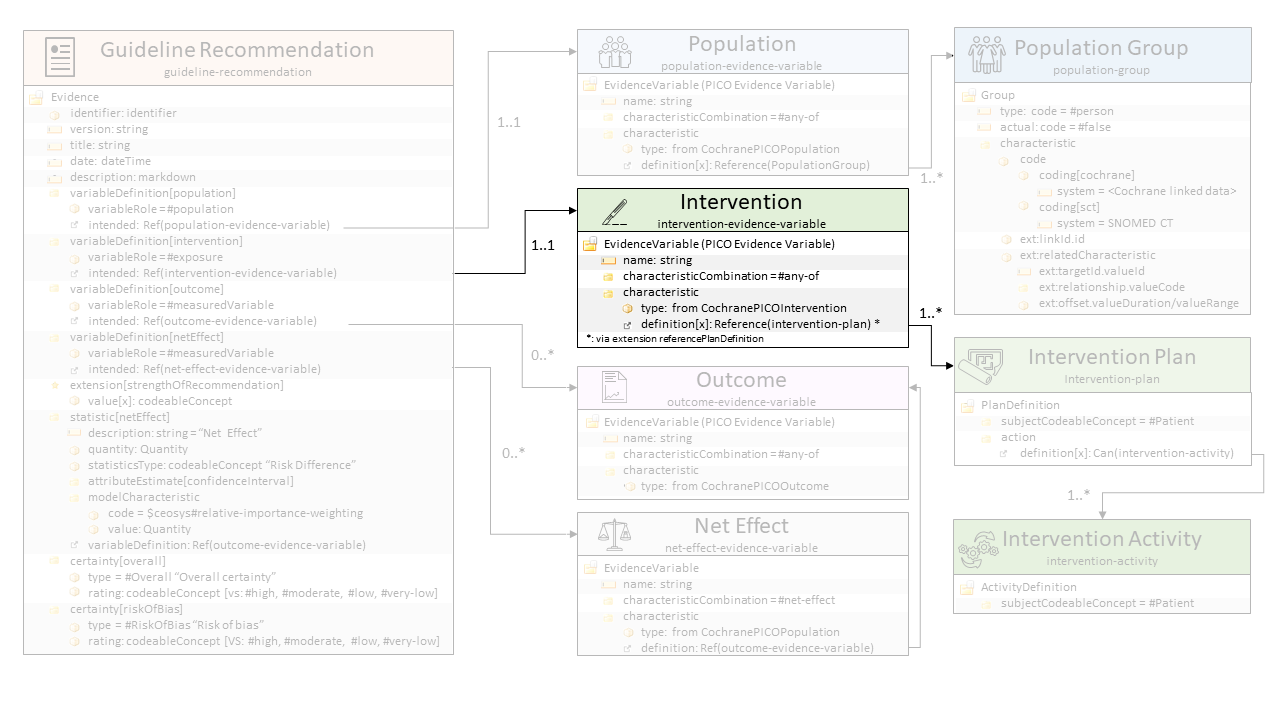 Guideline Recommendation
guideline-recommendation
Evidence
Identifier: Identifier
version: string
title: string
date: dateTime
description: markdown
variableDefinition[population]
variableRole =#population
intended: Ref(population-evidence-variable)
variableDefinition[intervention]
variableRole =#exposure
intended: Ref(intervention-evidence-variable)
variableDefinition[outcome]
variableRole =#measuredVariable
intended: Ref(outcome-evidence-variable)
variableDefinition[netEffect]
variableRole =#measuredVariable
intended: Ref(net-effect-evidence-variable)
extension[strengthOfRecommendation]
value[x]: codeableConcept
statistic[netEffect]
description: string = “Net Effect”
quantity: Quantity
statisticsType: codeableConcept “Risk Difference”
attributeEstimate[confidenceInterval]
modelCharacteristic
code = $ceosys#relative-importance-weighting
value: Quantity
variableDefinition: Ref(outcome-evidence-variable)
certainty[overall]
type = #Overall “Overall certainty”
rating: codeableConcept [vs: #high, #moderate, #low, #very-low]
certainty[riskOfBias]
type = #RiskOfBias “Risk of bias”
rating: codeableConcept [VS: #high, #moderate, #low, #very-low]
1..1
1..1
0..*
0..*
Population
population-evidence-variable
EvidenceVariable (PICO Evidence Variable)
name: string
characteristicCombination =#any-of
characteristic
type: from CochranePICOPopulation
definition[x]: Reference(PopulationGroup)
Intervention
intervention-evidence-variable
EvidenceVariable (PICO Evidence Variable)
name: string
characteristicCombination =#any-of
characteristic
type: from CochranePICOIntervention
definition[x]: Reference(intervention-plan) *
*: via extension referencePlanDefinition
Outcome
outcome-evidence-variable
EvidenceVariable (PICO Evidence Variable)
name: string
characteristicCombination =#any-of
characteristic
type: from CochranePICOOutcome
Net Effect
net-effect-evidence-variable
EvidenceVariable
name: string
characteristicCombination =#net-effect
characteristic
type: from CochranePICOPopulation
definition: Ref(outcome-evidence-variable)
1..*
1..*
Population Group
population-group
Group
type: code = #person
actual: code = #false
characteristic
code
coding[cochrane]
system = <Cochrane linked data>
coding[sct]
system = SNOMED CT
ext:linkId.id
ext:relatedCharacteristic
ext:targetId.valueid
ext:relationship.valueCode
ext:offset.valueDuration/valueRange
Intervention Plan
intervention-plan
PlanDefinition
subjectCodeableConcept = #Patient
action
definition[x]: Can(intervention-activity)
1..*
Intervention Activity
intervention-activity
ActivityDefinition
subjectCodeableConcept = #Patient